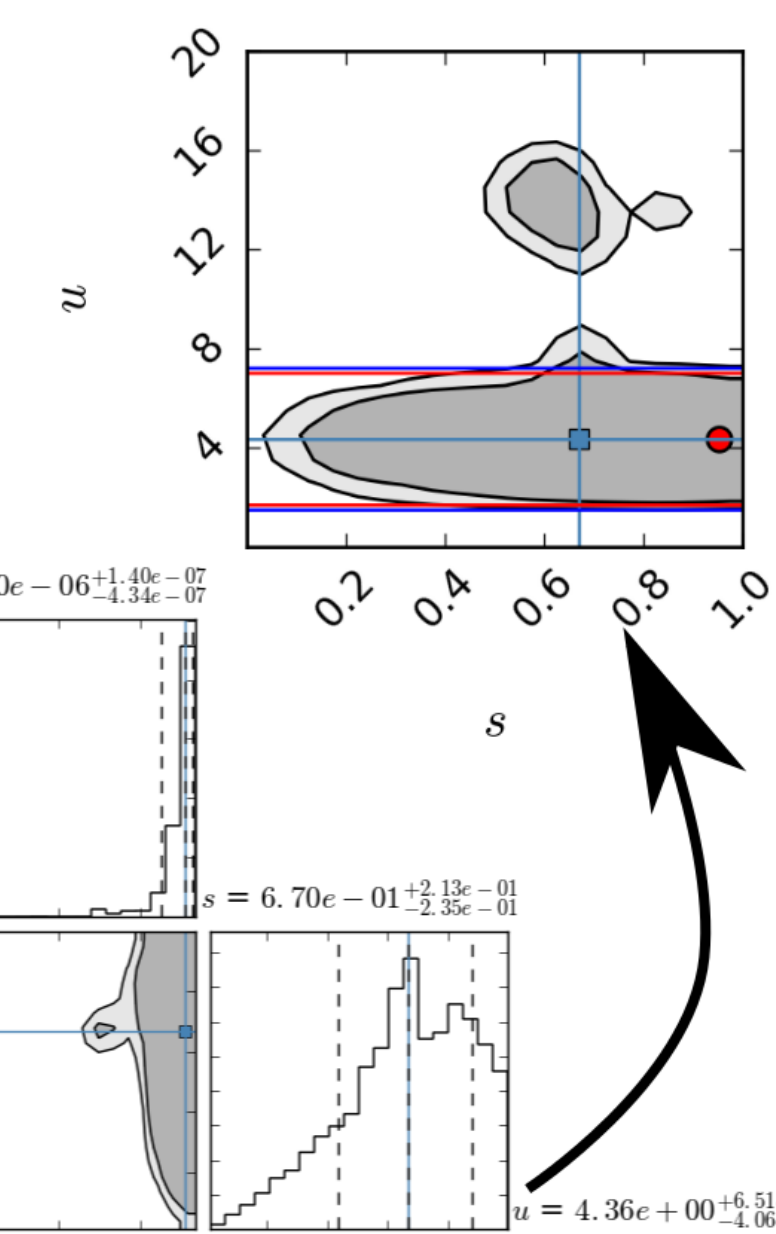 20
16
12
8
4
u
0.2 0.4 0.6 0.8 1.0
s
0e − 06 +1.40e−07 −4.34e−07
s = 6.70e − 01 +2.13e−01 −2.35e−01
u = 4.36e + 00 +6.51 −4.06